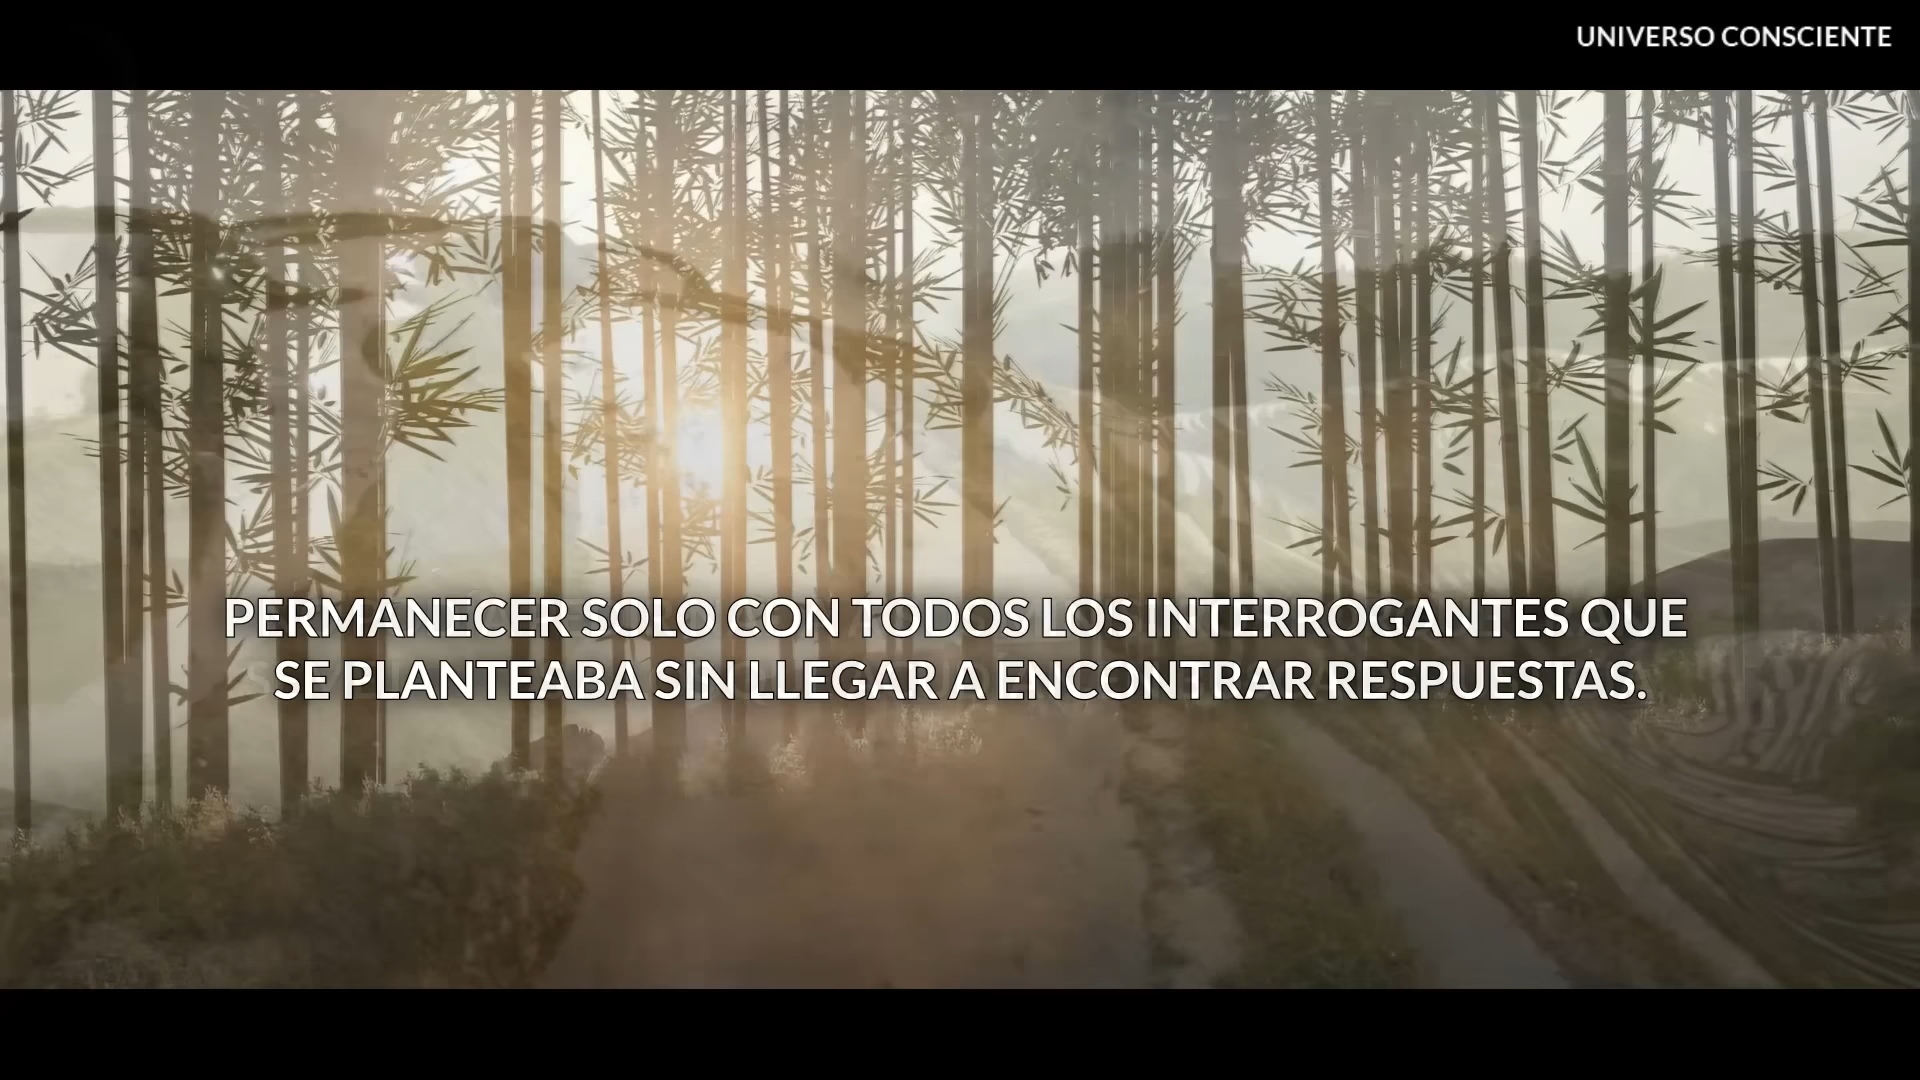 UNIVERSO CONSCIENTE
PERMANECER SOLO CON TODOS LOS INTERROGANTES QUE
SE PLANTEABA SIN LLEGAR A ENCONTRAR RESPUESTAS.